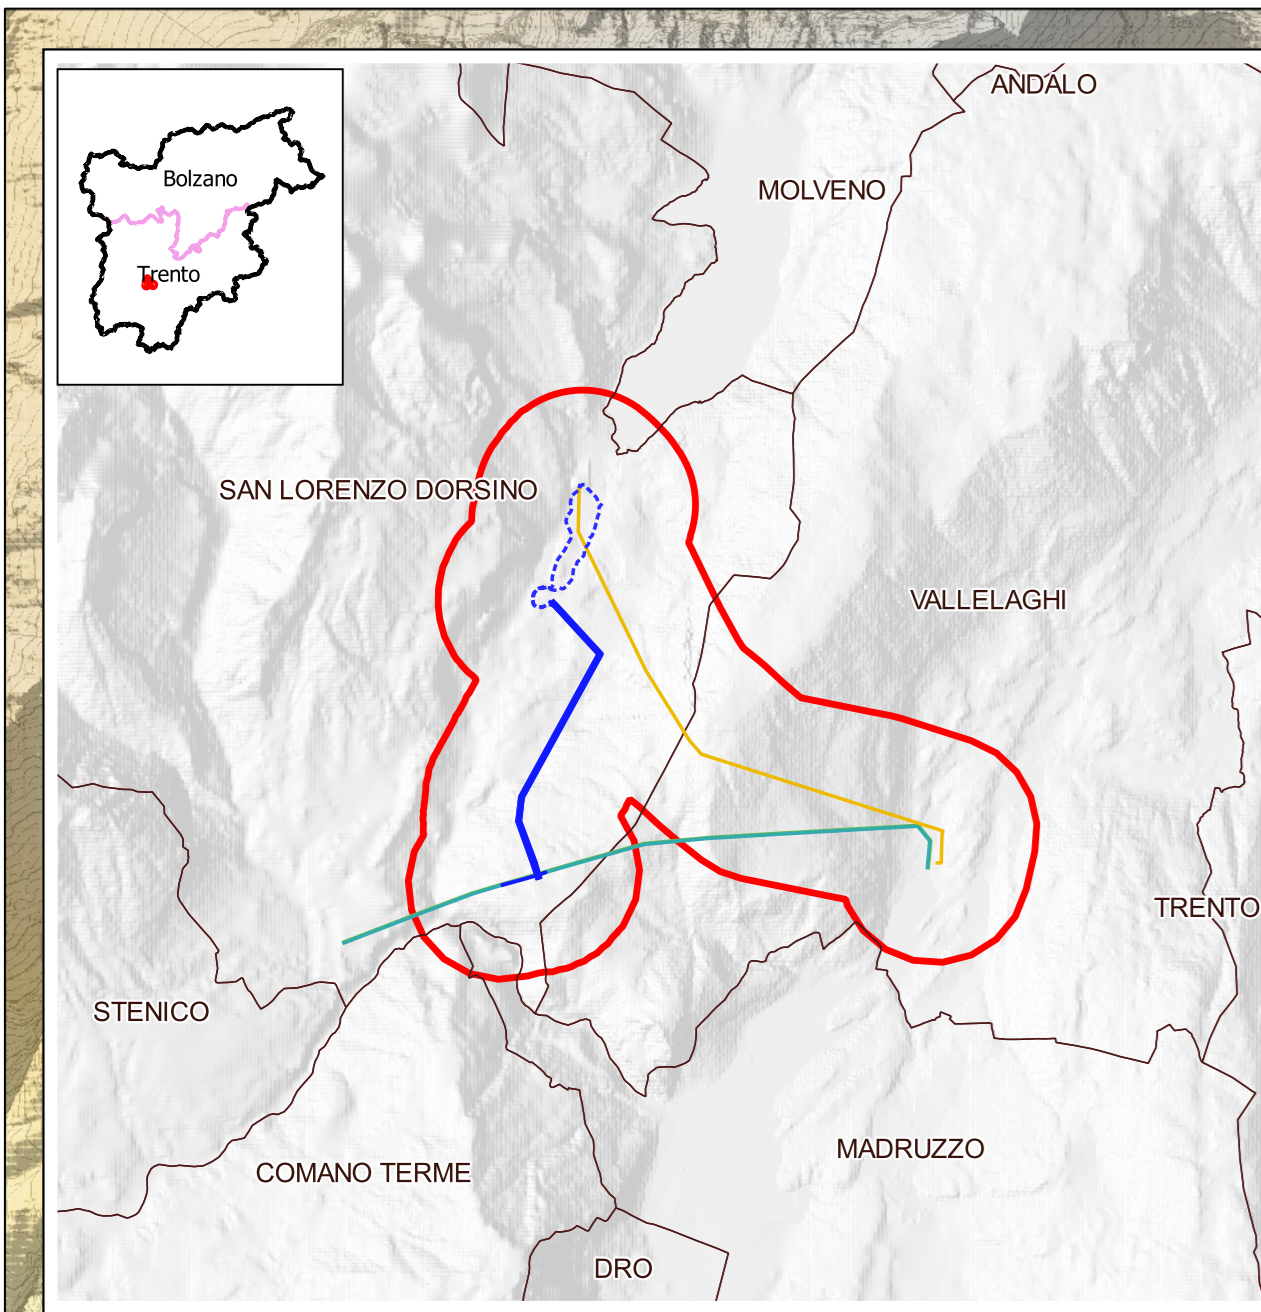 ANDALO
Bolzano
MOLVENO
Trento
SAN LORENZO DORSINO
VALLELAGHI
TRENTO
STENICO
MADRUZZO
COMANO TERME
DRO